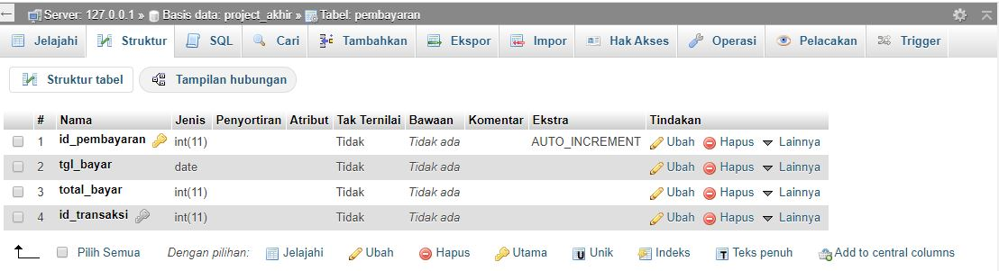 Server: 127.0.0.1 » Basis data: project_akhir » Tabel: pembayaran
Jelajahi Struktur SQL Cari Tambahkan Ekspor Impor Hak Akses Operasi Pelacakan Trigger
Struktur tabel Tampilan hubungan
# Nama Jenis Penyortiran Atribut Tak Ternilai Bawaan Komentar Ekstra Tindakan
1 id_pembayaran int(11) Tidak Tidak ada AUTO_INCREMENT Ubah Hapus Lainnya
2 tgl_bayar date Tidak Tidak ada Ubah Hapus Lainnya
3 total_bayar int(11) Tidak Tidak ada Ubah Hapus Lainnya
4 id_transaksi int(11) Tidak Tidak ada Ubah Hapus Lainnya
Pilih Semua Dengan pilihan: Jelajahi Ubah Hapus Utama Unik Indeks Teks penuh Add to central columns